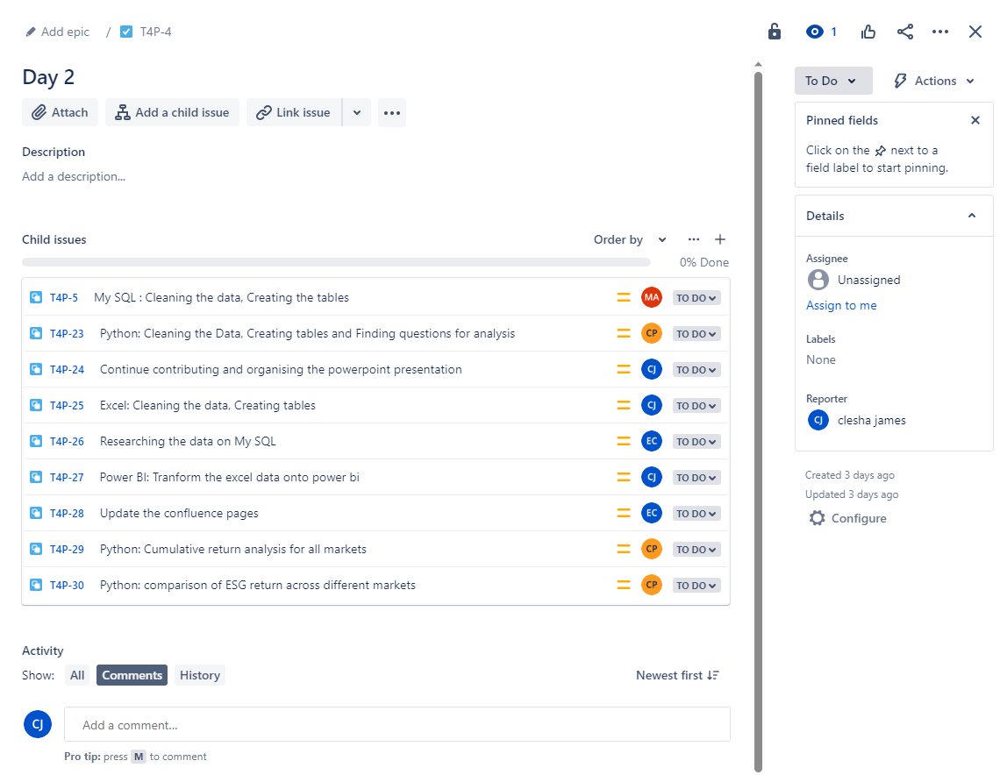 Add epic / T4P-4
1
Day 2
Attach Add a child issue Link issue
Description
Add a description...
Child issues Order by
0% Done
T4P-5 My SQL : Cleaning the data, Creating the tables MA TO DO
T4P-23 Python: Cleaning the Data, Creating tables and Finding questions for analysis CP TO DO
T4P-24 Continue contributing and organising the powerpoint presentation CJ TO DO
T4P-25 Excel: Cleaning the data, Creating tables CJ TO DO
T4P-26 Researching the data on My SQL EC TO DO
T4P-27 Power BI: Tranform the excel data onto power bi CJ TO DO
T4P-28 Update the confluence pages EC TO DO
T4P-29 Python: Cumulative return analysis for all markets CP TO DO
T4P-30 Python: comparison of ESG return across different markets CP TO DO
Activity
Show: All Comments History Newest first
CJ Add a comment...
Pro tip: press M to comment
To Do Actions
Pinned fields
Click on the next to a
field label to start pinning.
Details
Assignee
Unassigned
Assign to me
Labels
None
Reporter
CJ clesha james
Created 3 days ago
Updated 3 days ago
Configure